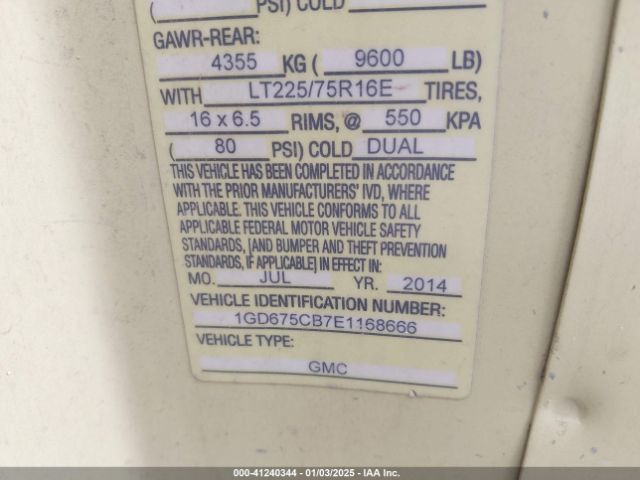 ( PSI) COLD
GAWR-REAR:
4355 KG ( 9600 LB)
WITH LT225/75R16E TIRES,
16 x 6.5 RIMS, @ 550 KPA
( 80 PSI) COLD DUAL
THIS VEHICLE HAS BEEN COMPLETED IN ACCORDANCE
WITH THE PRIOR MANUFACTURERS' IVD, WHERE
APPLICABLE. THIS VEHICLE CONFORMS TO ALL
APPLICABLE FEDERAL MOTOR VEHICLE SAFETY
STANDARDS, [AND BUMPER AND THEFT PREVENTION
STANDARDS, IF APPLICABLE] IN EFFECT IN:
MO. JUL YR. 2014
VEHICLE IDENTIFICATION NUMBER:
1GD675CB7E1168666
VEHICLE TYPE:
GMC
000-41240344 - 01/03/2025 - IAA Inc.